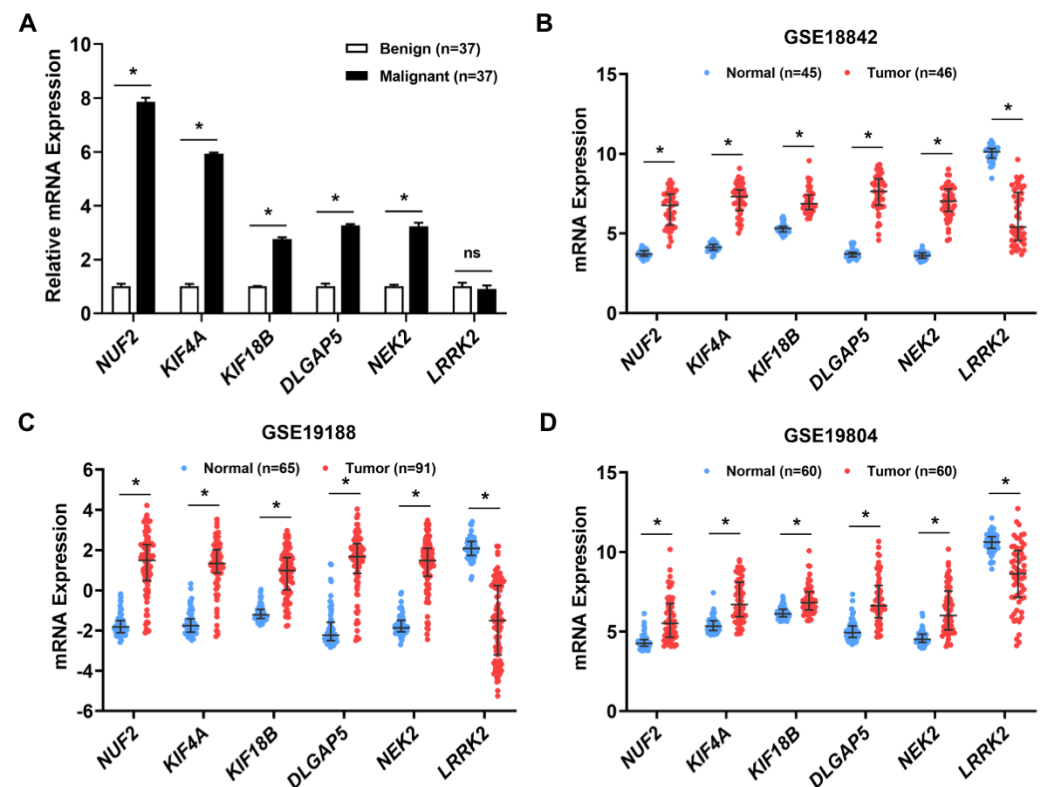 A
Relative mRNA Expression
10
8
6
4
2
0
Benign (n=37)
Malignant (n=37)
*
*
*
*
*
ns
NUF2
KIF4A
KIF18B
DLGAP5
NEK2
LRRK2
B
GSE18842
Normal (n=45)
Tumor (n=46)
mRNA Expression
15
10
5
0
*
*
*
*
*
*
NUF2
KIF4A
KIF18B
DLGAP5
NEK2
LRRK2
C
GSE19188
Normal (n=65)
Tumor (n=91)
mRNA Expression
6
4
2
0
-2
-4
-6
*
*
*
*
*
*
NUF2
KIF4A
KIF18B
DLGAP5
NEK2
LRRK2
D
GSE19804
Normal (n=60)
Tumor (n=60)
mRNA Expression
15
10
5
0
*
*
*
*
*
*
NUF2
KIF4A
KIF18B
DLGAP5
NEK2
LRRK2